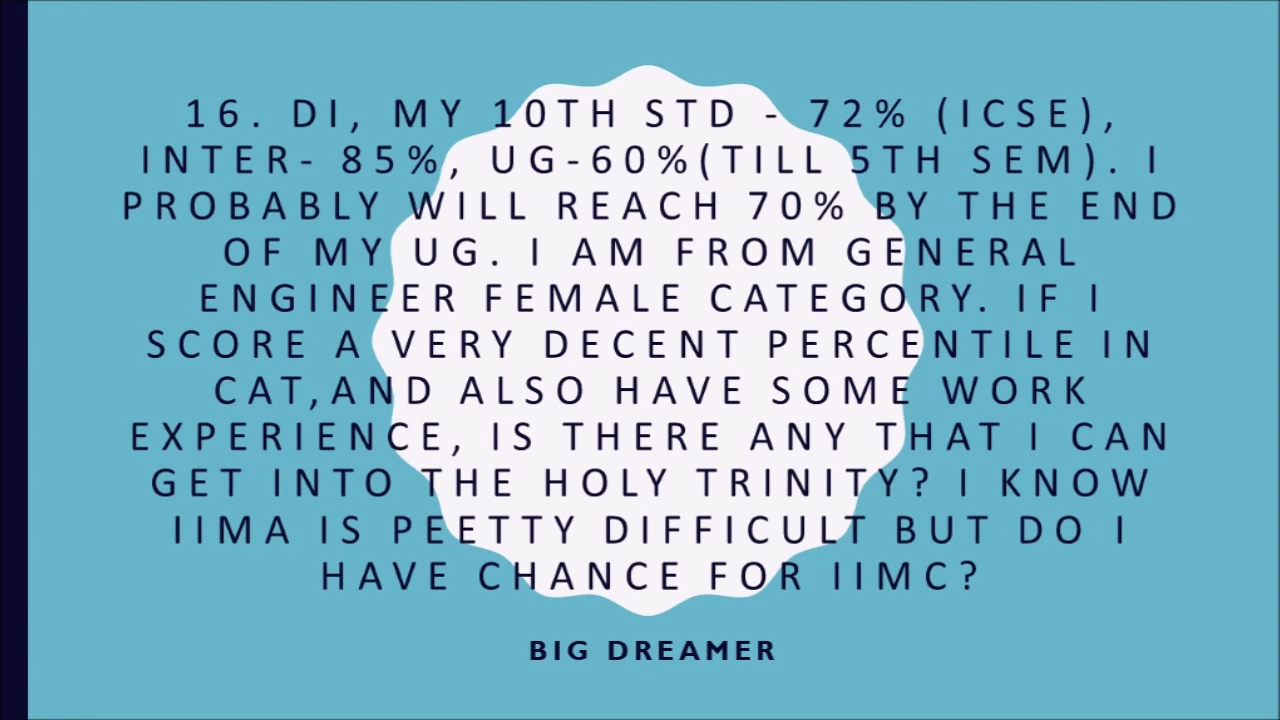 16. DI, MY 10TH STD - 72% (ICSE),
INTER- 85%, UG-60%(TILL 5TH SEM). I
PROBABLY WILL REACH 70% BY THE END
OF MY UG. I AM FROM GENERAL
ENGINEER FEMALE CATEGORY. IF I
SCORE A VERY DECENT PERCENTILE IN
CAT,AND ALSO HAVE SOME WORK
EXPERIENCE, IS THERE ANY THAT I CAN
GET INTO THE HOLY TRINITY? I KNOW
IIMA IS PEETTY DIFFICULT BUT DO I
HAVE CHANCE FOR IIMC?
BIG DREAMER